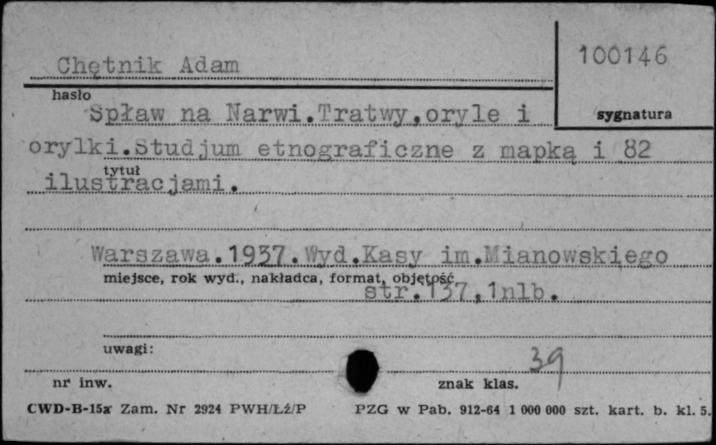 Chętnik Adam
100146
hasło
sygnatura
Spław na Narwi.Tratwy,oryle i
orylki.Studjum etnograficzne z mapką i 82
tytuł
ilustracjami.
Warszawa.1937.Wyd.Kasy im.Mianowskiego
miejsce, rok wyd., nakładca, format, objętość
str.137,1nlb.
uwagi:
39
nr inw.
znak klas.
CWD-B-15a Zam. Nr 2924 PWH/Łź/P
PZG w Pab. 912-64 1 000 000 szt. kart. b. kl. 5.